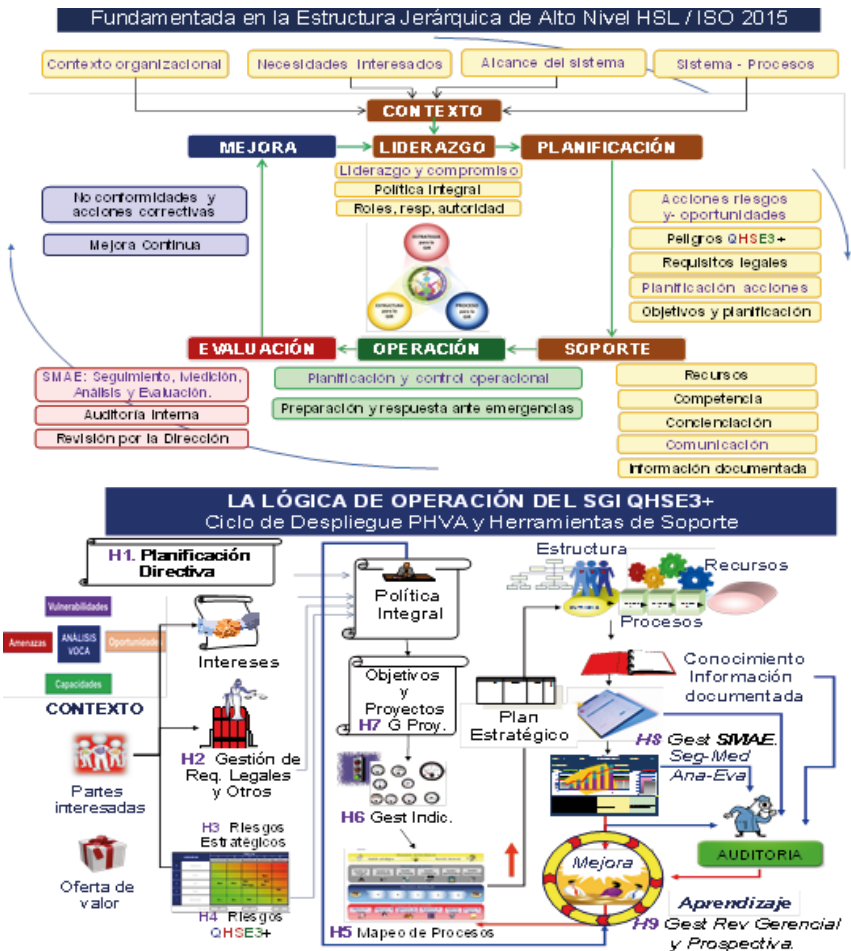 Fundamentada en la Estructura Jerárquica de Alto Nivel HSL / ISO 2015
Contexto organizacional
Necesidades Interesados
Alcance del sistema
Sistema - Procesos
CONTEXTO
MEJORA
LIDERAZGO
PLANIFICACIÓN
Liderazgo y compromiso
Política Integral
Roles, resp, autoridad
No conformidades y
acciones correctivas
Mejora Continua
Acciones riesgos
y- oportunidades
Peligros QHSE3+
Requisitos legales
Planificación acciones
Objetivos y planificación
ESTRATEGIA
ESTRUCTURA
PROCESO
EVALUACIÓN
OPERACIÓN
SOPORTE
SMAE: Seguimiento, Medición,
Análisis y Evaluación.
Auditoría Interna
Revisión por la Dirección
Planificación y control operacional
Preparación y respuesta ante emergencias
Recursos
Competencia
Concienciación
Comunicación
Información documentada
LA LÓGICA DE OPERACIÓN DEL SGI QHSE3+
Ciclo de Despliegue PHVA y Herramientas de Soporte
H1. Planificación
Directiva
Vulnerabilidades
Amenazas
ANÁLISIS
VOCA
Oportunidades
Capacidades
CONTEXTO
Partes
interesadas
Oferta de
valor
Intereses
H2 Gestión de
Req. Legales
y Otros
H3 Riesgos
Estratégicos
H4 Riesgos
QHSE3+
Política
Integral
Objetivos
y
Proyectos
H7 G Proy.
H6 Gest Indic.
H5 Mapeo de Procesos
Plan
Estratégico
Estructura
Recursos
Procesos
Conocimiento
Información
documentada
H8 Gest SMAE.
Seg-Med
Ana-Eva
AUDITORIA
Mejora
Aprendizaje
H9 Gest Rev Gerencial
y Prospectiva.